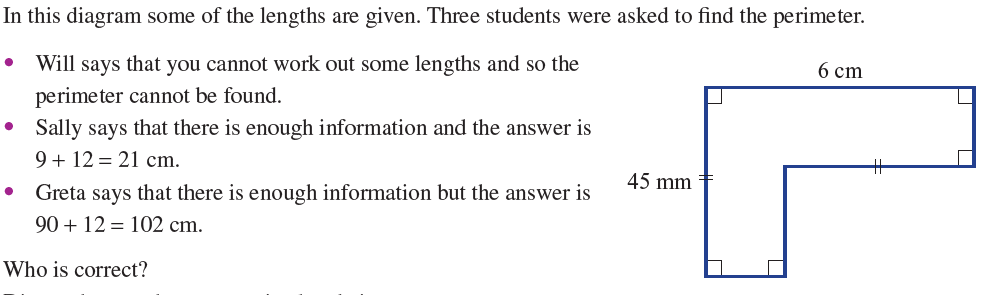 In this diagram some of the lengths are given. Three students were asked to find the perimeter.
• Will says that you cannot work out some lengths and so the
perimeter cannot be found.
• Sally says that there is enough information and the answer is
9 + 12 = 21 cm.
• Greta says that there is enough information but the answer is
90 + 12 = 102 cm.
Who is correct?
6 cm
45 mm